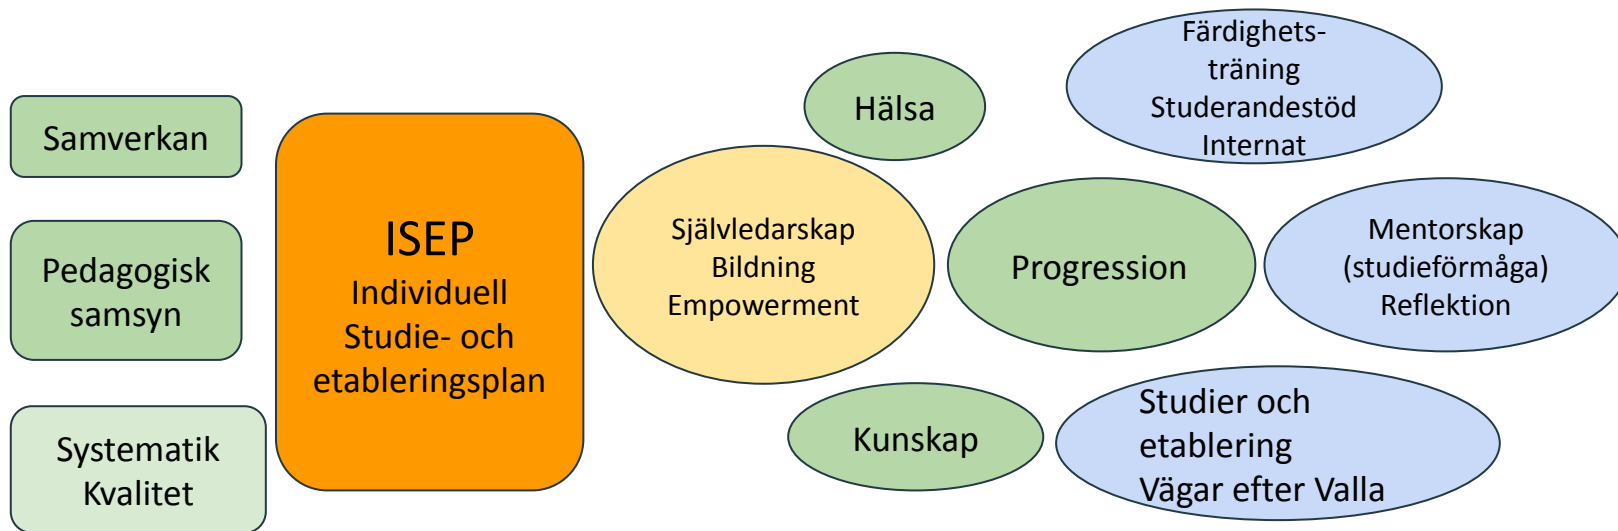 Samverkan
Pedagogisk
samsyn
Systematik
Kvalitet
ISEP
Individuell
Studie- och
etableringsplan
Självledarskap
Bildning
Empowerment
Hälsa
Progression
Kunskap
Färdighets-
träning
Studerandestöd
Internat
Mentorskap
(studieförmåga)
Reflektion
Studier och
etablering
Vägar efter Valla